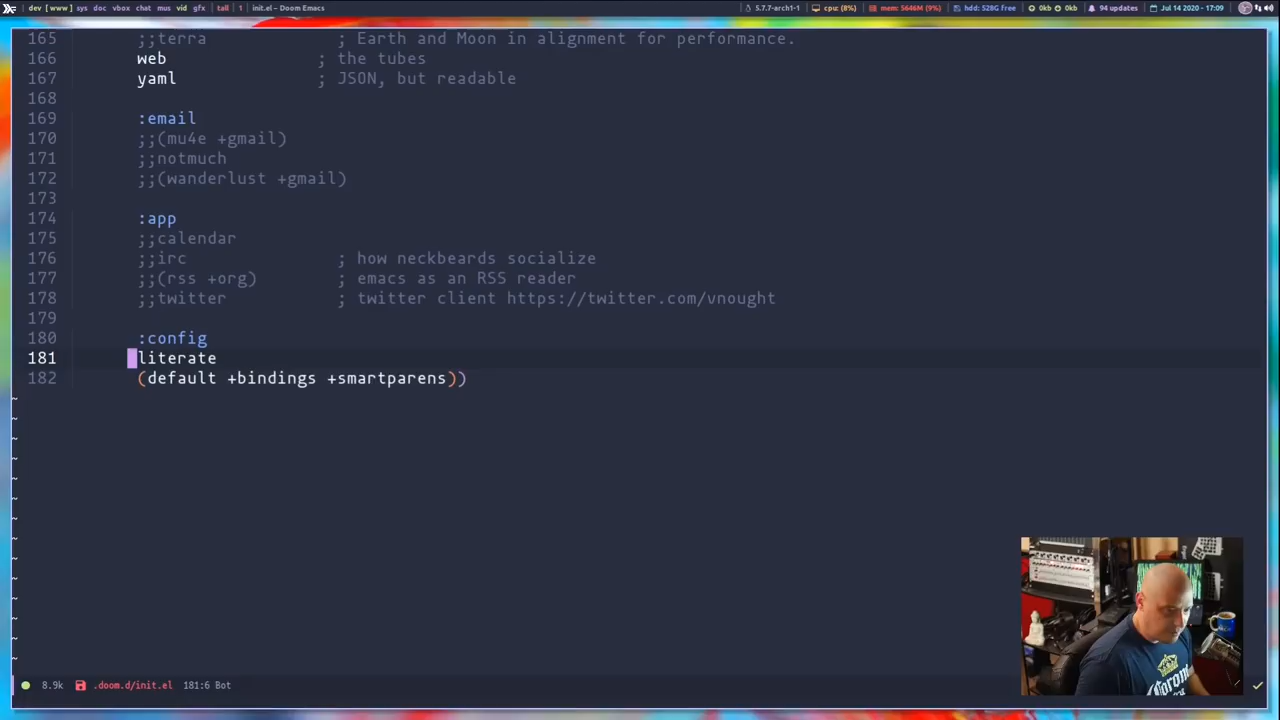 dev [ www ] sys doc vbox chat mus vid gfx | tall | 1 | init.el – Doom Emacs
5.7.7-arch1-1 | cpu (8%) | mem: 5646M (9%) | hdd: 528G free | 0kb 0kb | 94 updates | Jul 14 2020 - 17:09
165 ;;terra ; Earth and Moon in alignment for performance.
166 web ; the tubes
167 yaml ; JSON, but readable
168
169 :email
170 ;;(mu4e +gmail)
171 ;;notmuch
172 ;;(wanderlust +gmail)
173
174 :app
175 ;;calendar
176 ;;irc ; how neckbeards socialize
177 ;;(rss +org) ; emacs as an RSS reader
178 ;;twitter ; twitter client https://twitter.com/vnought
179
180 :config
181 literate
182 (default +bindings +smartparens))
~
~
~
~
~
~
~
~
~
~
~
~
~
~
8.9k .doom.d/init.el 181:6 Bot
Corona